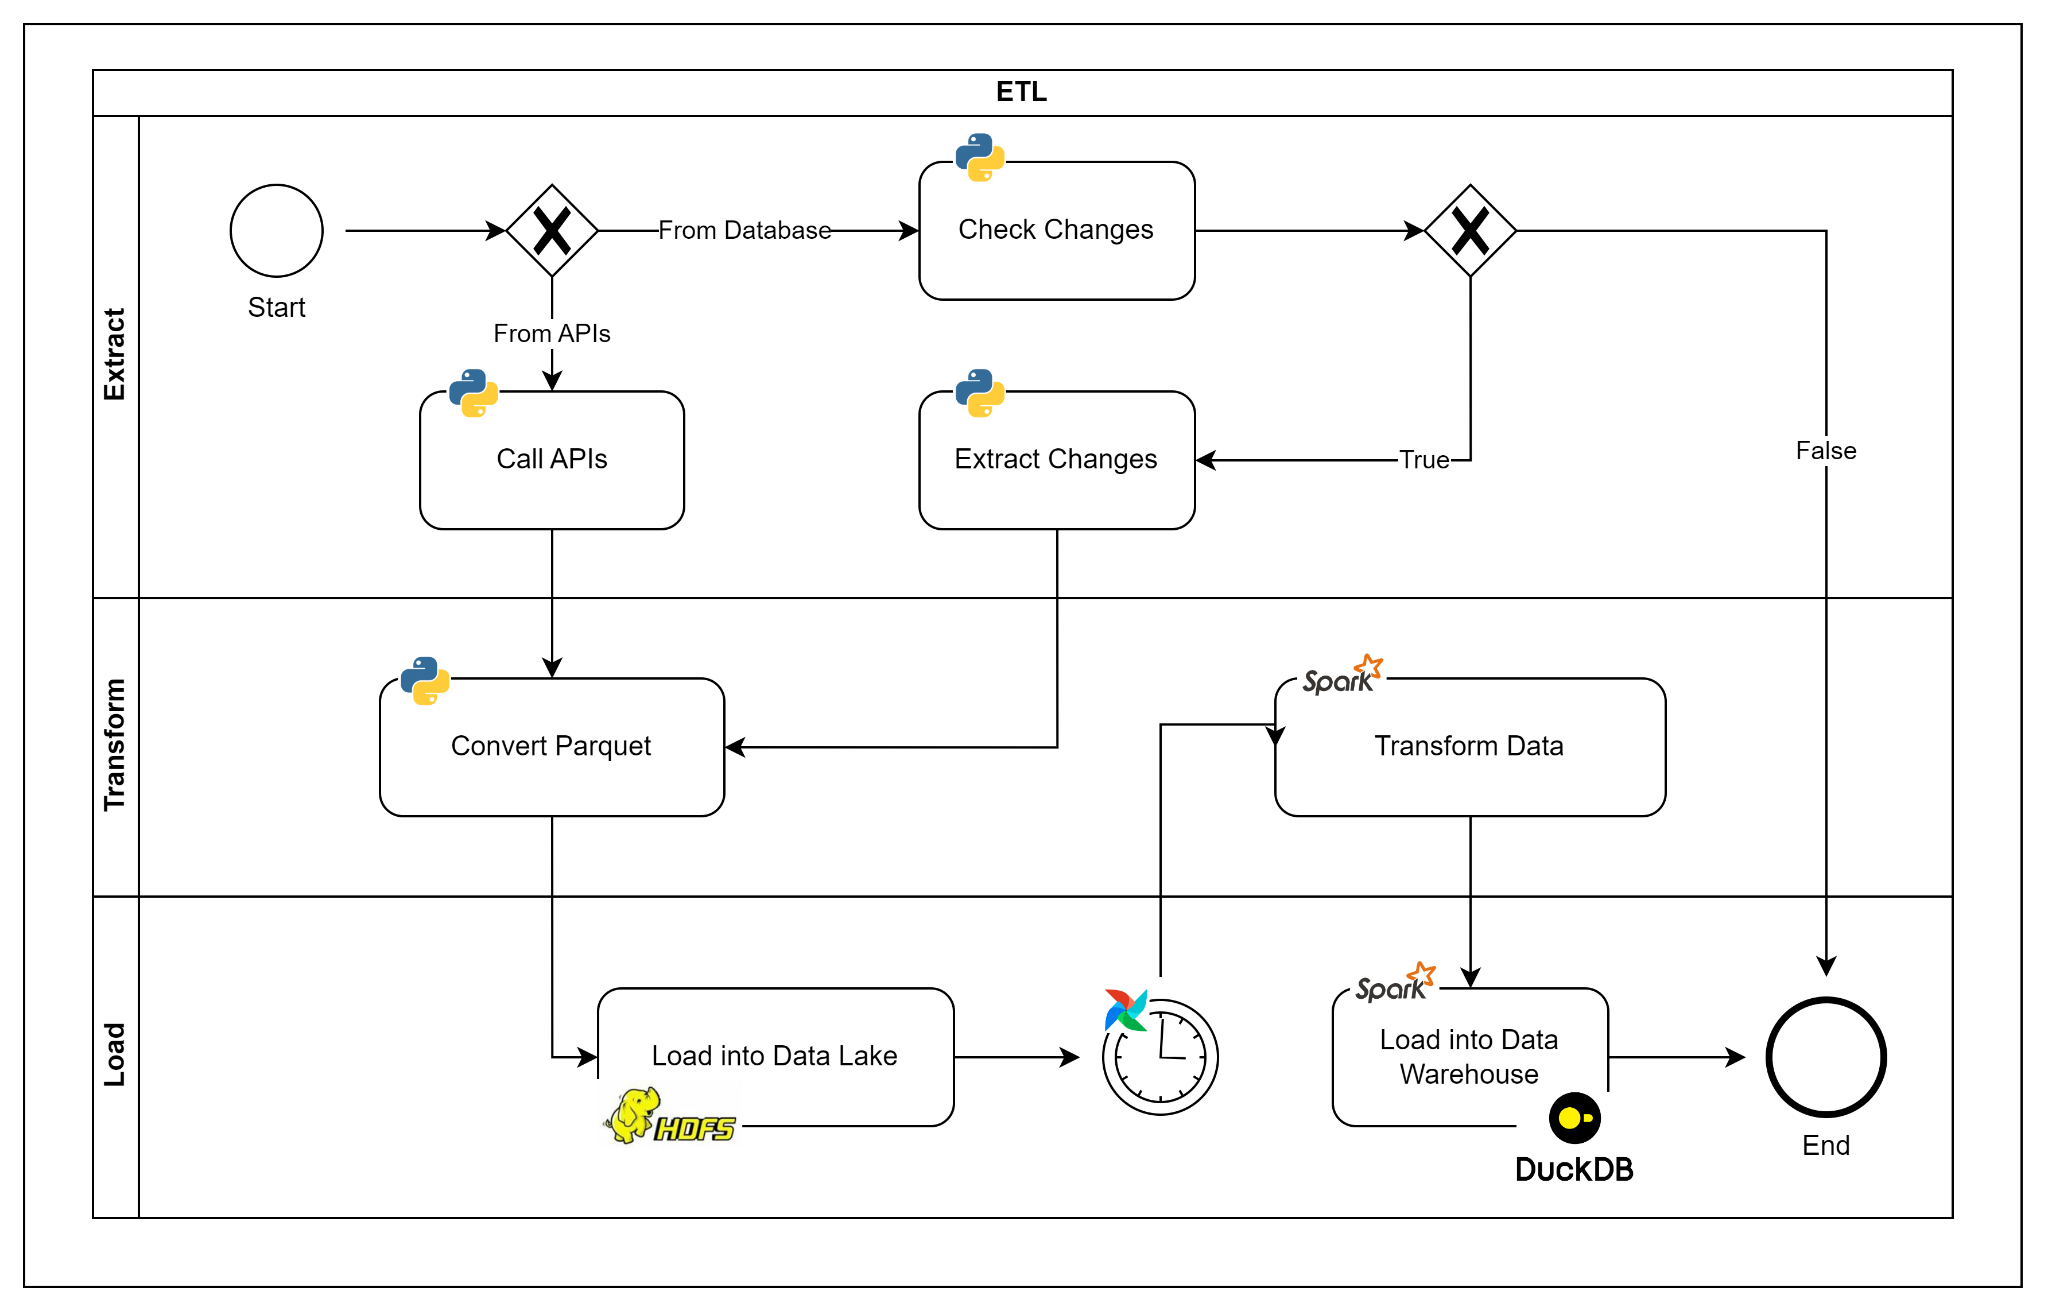 ETL
Extract
Start
From Database
Check Changes
From APIs
Call APIs
Extract Changes
True
False
Transform
Convert Parquet
Spark
Transform Data
Load
Load into Data Lake
HDFS
Spark
Load into Data
Warehouse
DuckDB
End